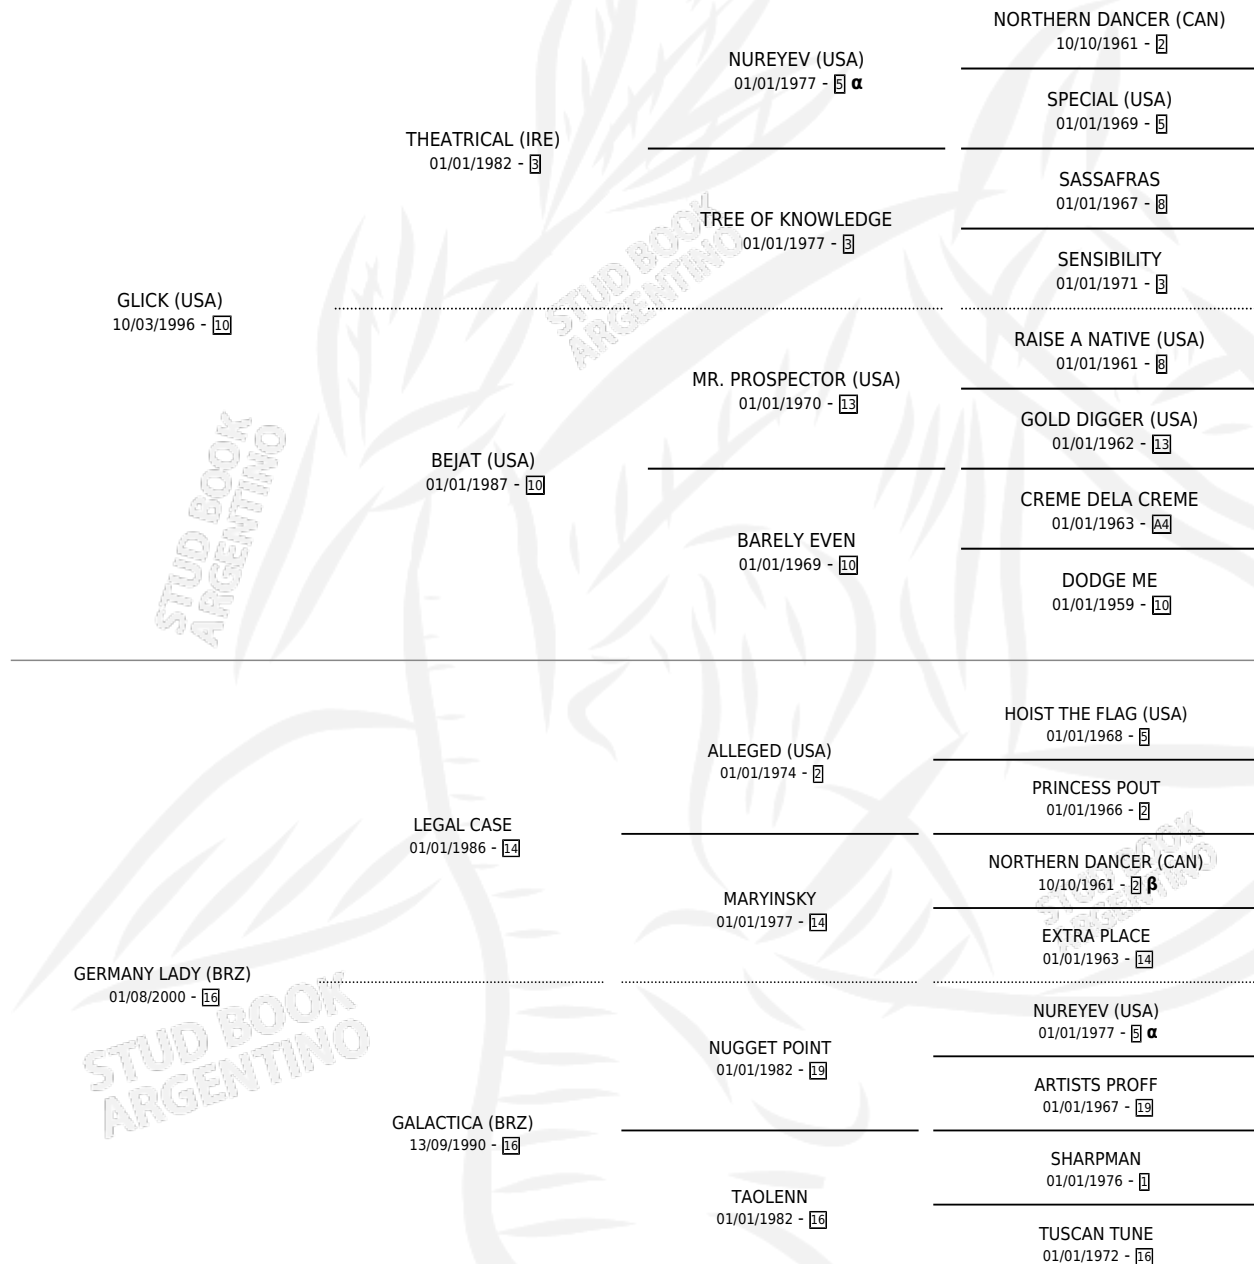 NORTHERN DANCER (CAN)
10/10/1961 - 2
NUREYEV (USA)
01/01/1977 - 5 α
SPECIAL (USA)
01/01/1969 - 5
THEATRICAL (IRE)
01/01/1982 - 3
SASSAFRAS
01/01/1967 - 8
TREE OF KNOWLEDGE
01/01/1977 - 3
SENSIBILITY
01/01/1971 - 3
STUD BOOK
ARGENTINO
GLICK (USA)
10/03/1996 - 10
RAISE A NATIVE (USA)
01/01/1961 - 8
MR. PROSPECTOR (USA)
01/01/1970 - 13
GOLD DIGGER (USA)
01/01/1962 - 13
STUD BOOK
ARGENTINO
BEJAT (USA)
01/01/1987 - 10
CREME DELA CREME
01/01/1963 - A4
BARELY EVEN
01/01/1969 - 10
DODGE ME
01/01/1959 - 10
HOIST THE FLAG (USA)
01/01/1968 - 5
ALLEGED (USA)
01/01/1974 - 2
PRINCESS POUT
01/01/1966 - 2
LEGAL CASE
01/01/1986 - 14
STUD BOOK
ARGENTINO
NORTHERN DANCER (CAN)
10/10/1961 - 2 β
MARYINSKY
01/01/1977 - 14
EXTRA PLACE
01/01/1963 - 14
GERMANY LADY (BRZ)
01/08/2000 - 16
STUD BOOK
ARGENTINO
NUREYEV (USA)
01/01/1977 - 5 α
NUGGET POINT
01/01/1982 - 19
ARTISTS PROFF
01/01/1967 - 19
GALACTICA (BRZ)
13/09/1990 - 16
SHARPMAN
01/01/1976 - 1
TAOLENN
01/01/1982 - 16
TUSCAN TUNE
01/01/1972 - 16